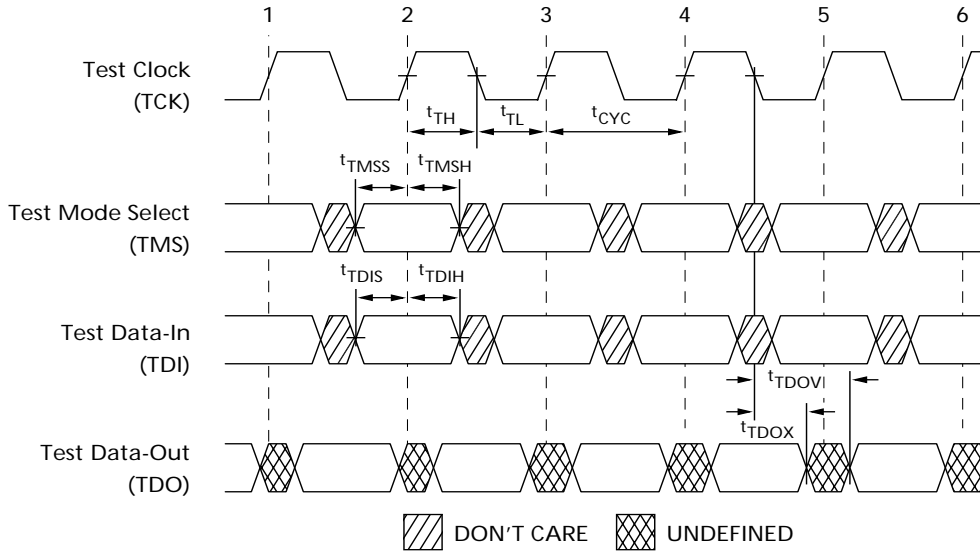 1 2 3 4 5 6
Test Clock
(TCK)
tTH tTL tCYC
tTMSS tTMSH
Test Mode Select
(TMS)
tTDIS tTDIH
Test Data-In
(TDI)
tTDOV
tTDOX
Test Data-Out
(TDO)
DON'T CARE UNDEFINED